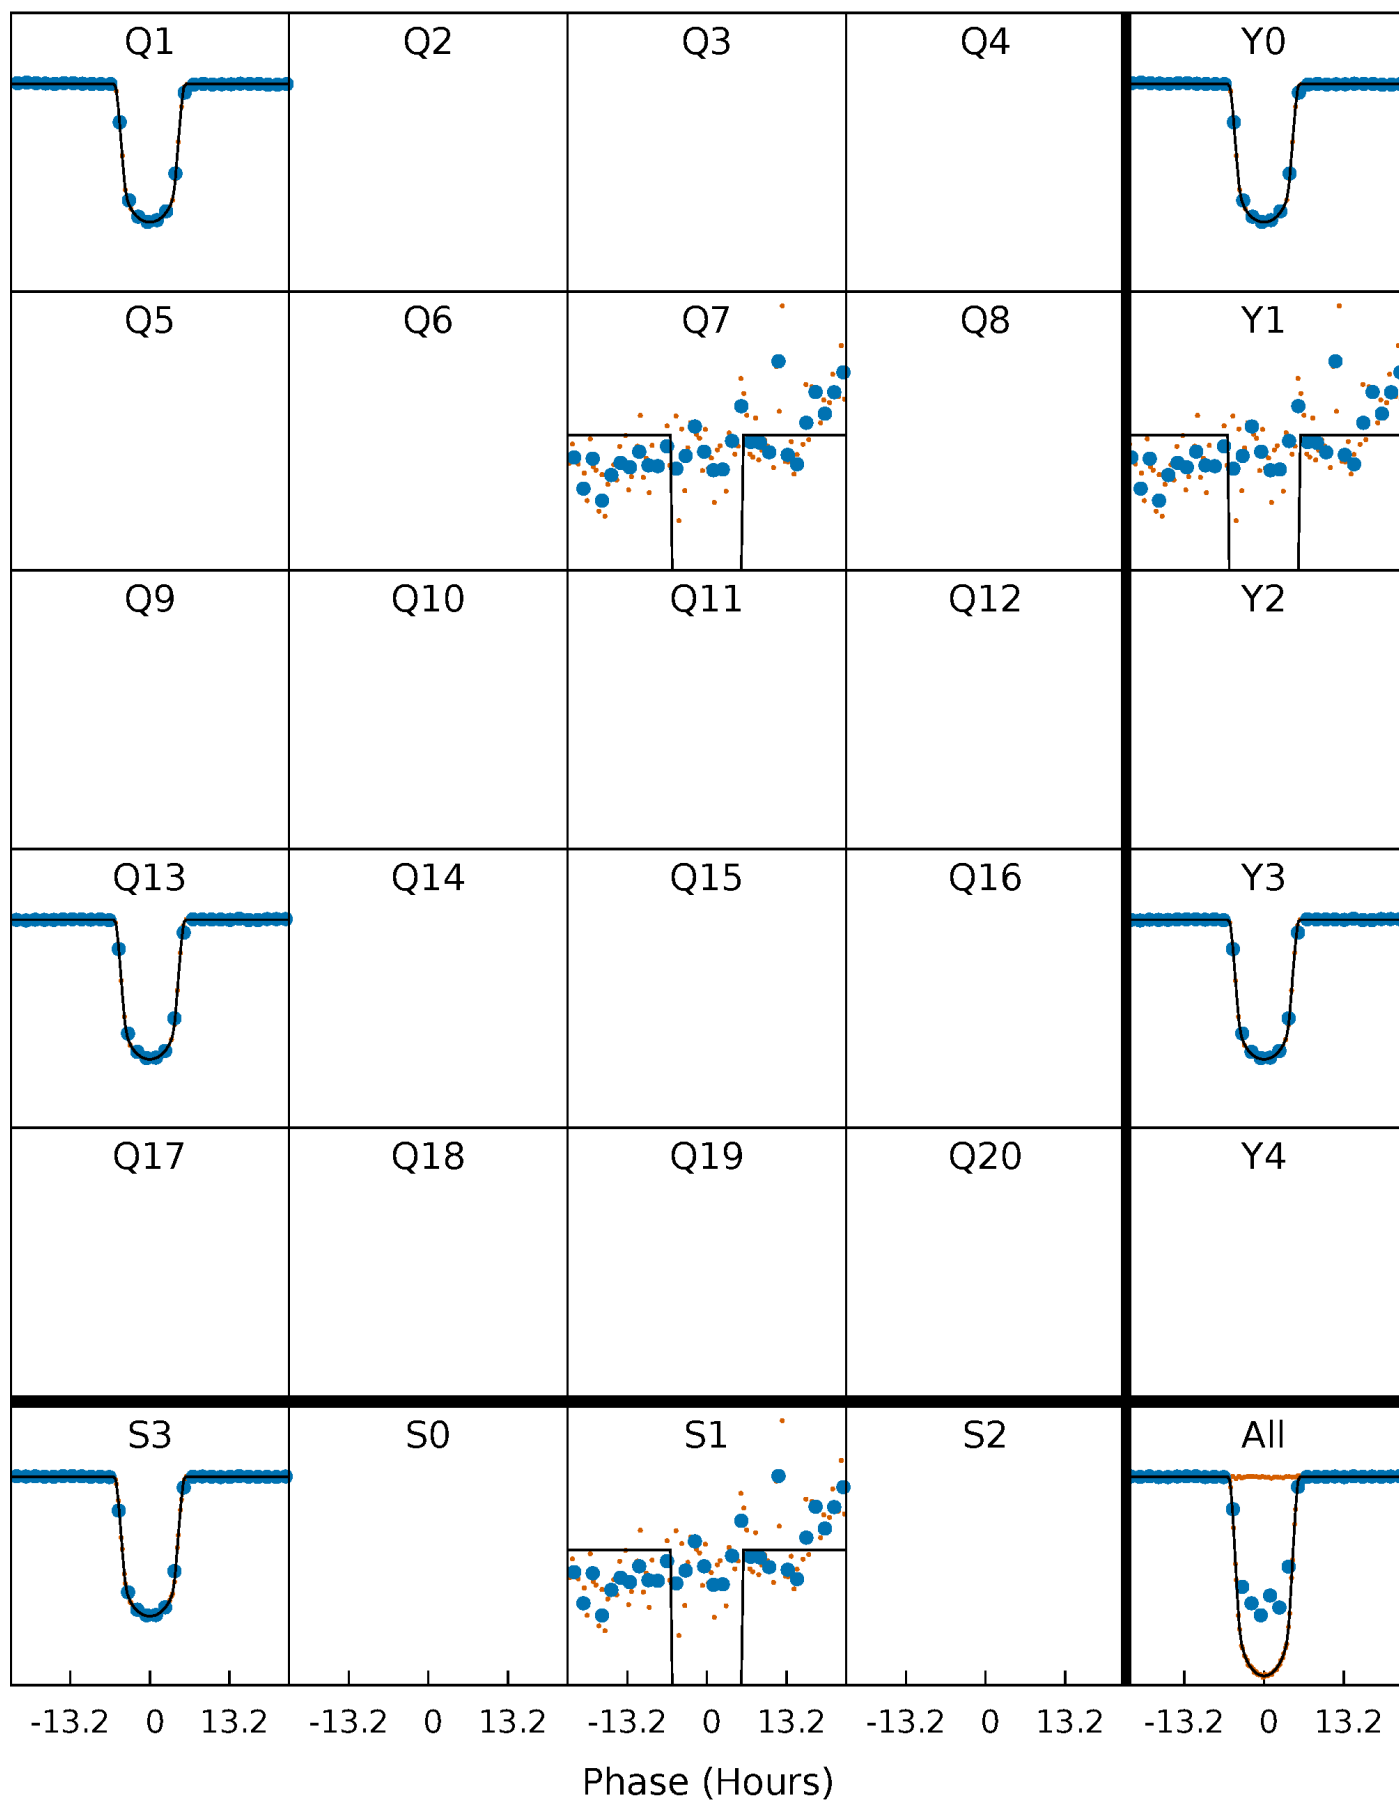 Q1 Q2 Q3 Q4 Y0
Q5 Q6 Q7 Q8 Y1
Q9 Q10 Q11 Q12 Y2
Q13 Q14 Q15 Q16 Y3
Q17 Q18 Q19 Q20 Y4
S3 S0 S1 S2 All
-13.2 0 13.2 -13.2 0 13.2 -13.2 0 13.2 -13.2 0 13.2 -13.2 0 13.2
Phase (Hours)